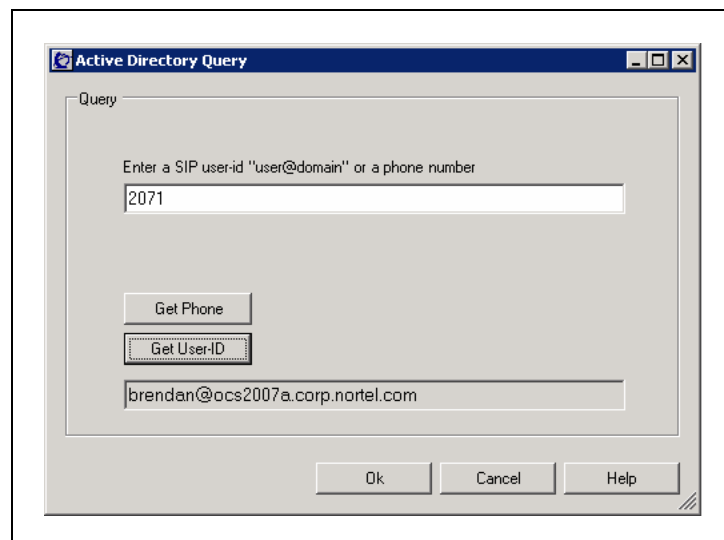 Active Directory Query
Query
Enter a SIP user-id "user@domain" or a phone number
2071
Get Phone
Get User-ID
brendan@ocs2007a.corp.nortel.com
Ok Cancel Help